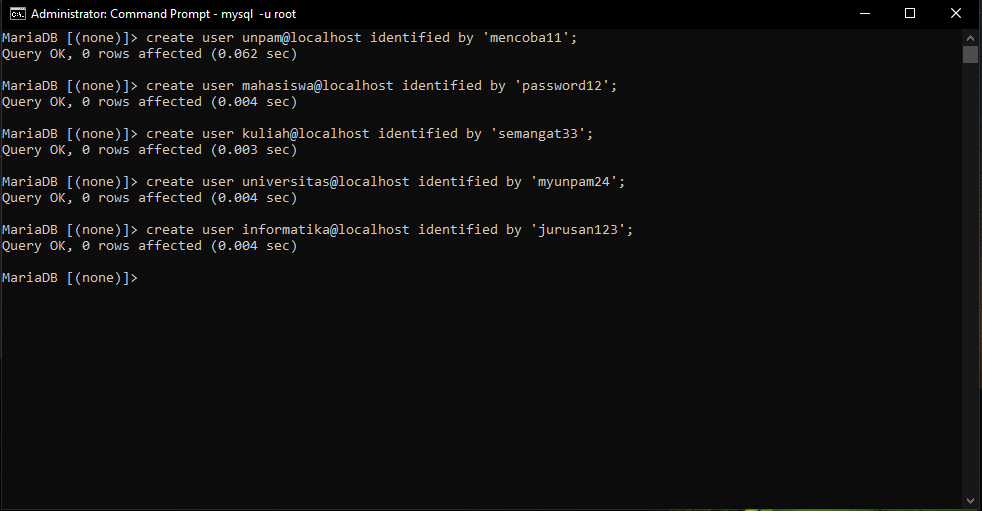 Administrator: Command Prompt - mysql  -u root
MariaDB [(none)]> create user unpam@localhost identified by 'mencoba11';
Query OK, 0 rows affected (0.062 sec)
MariaDB [(none)]> create user mahasiswa@localhost identified by 'password12';
Query OK, 0 rows affected (0.004 sec)
MariaDB [(none)]> create user kuliah@localhost identified by 'semangat33';
Query OK, 0 rows affected (0.003 sec)
MariaDB [(none)]> create user universitas@localhost identified by 'myunpam24';
Query OK, 0 rows affected (0.004 sec)
MariaDB [(none)]> create user informatika@localhost identified by 'jurusan123';
Query OK, 0 rows affected (0.004 sec)
MariaDB [(none)]>